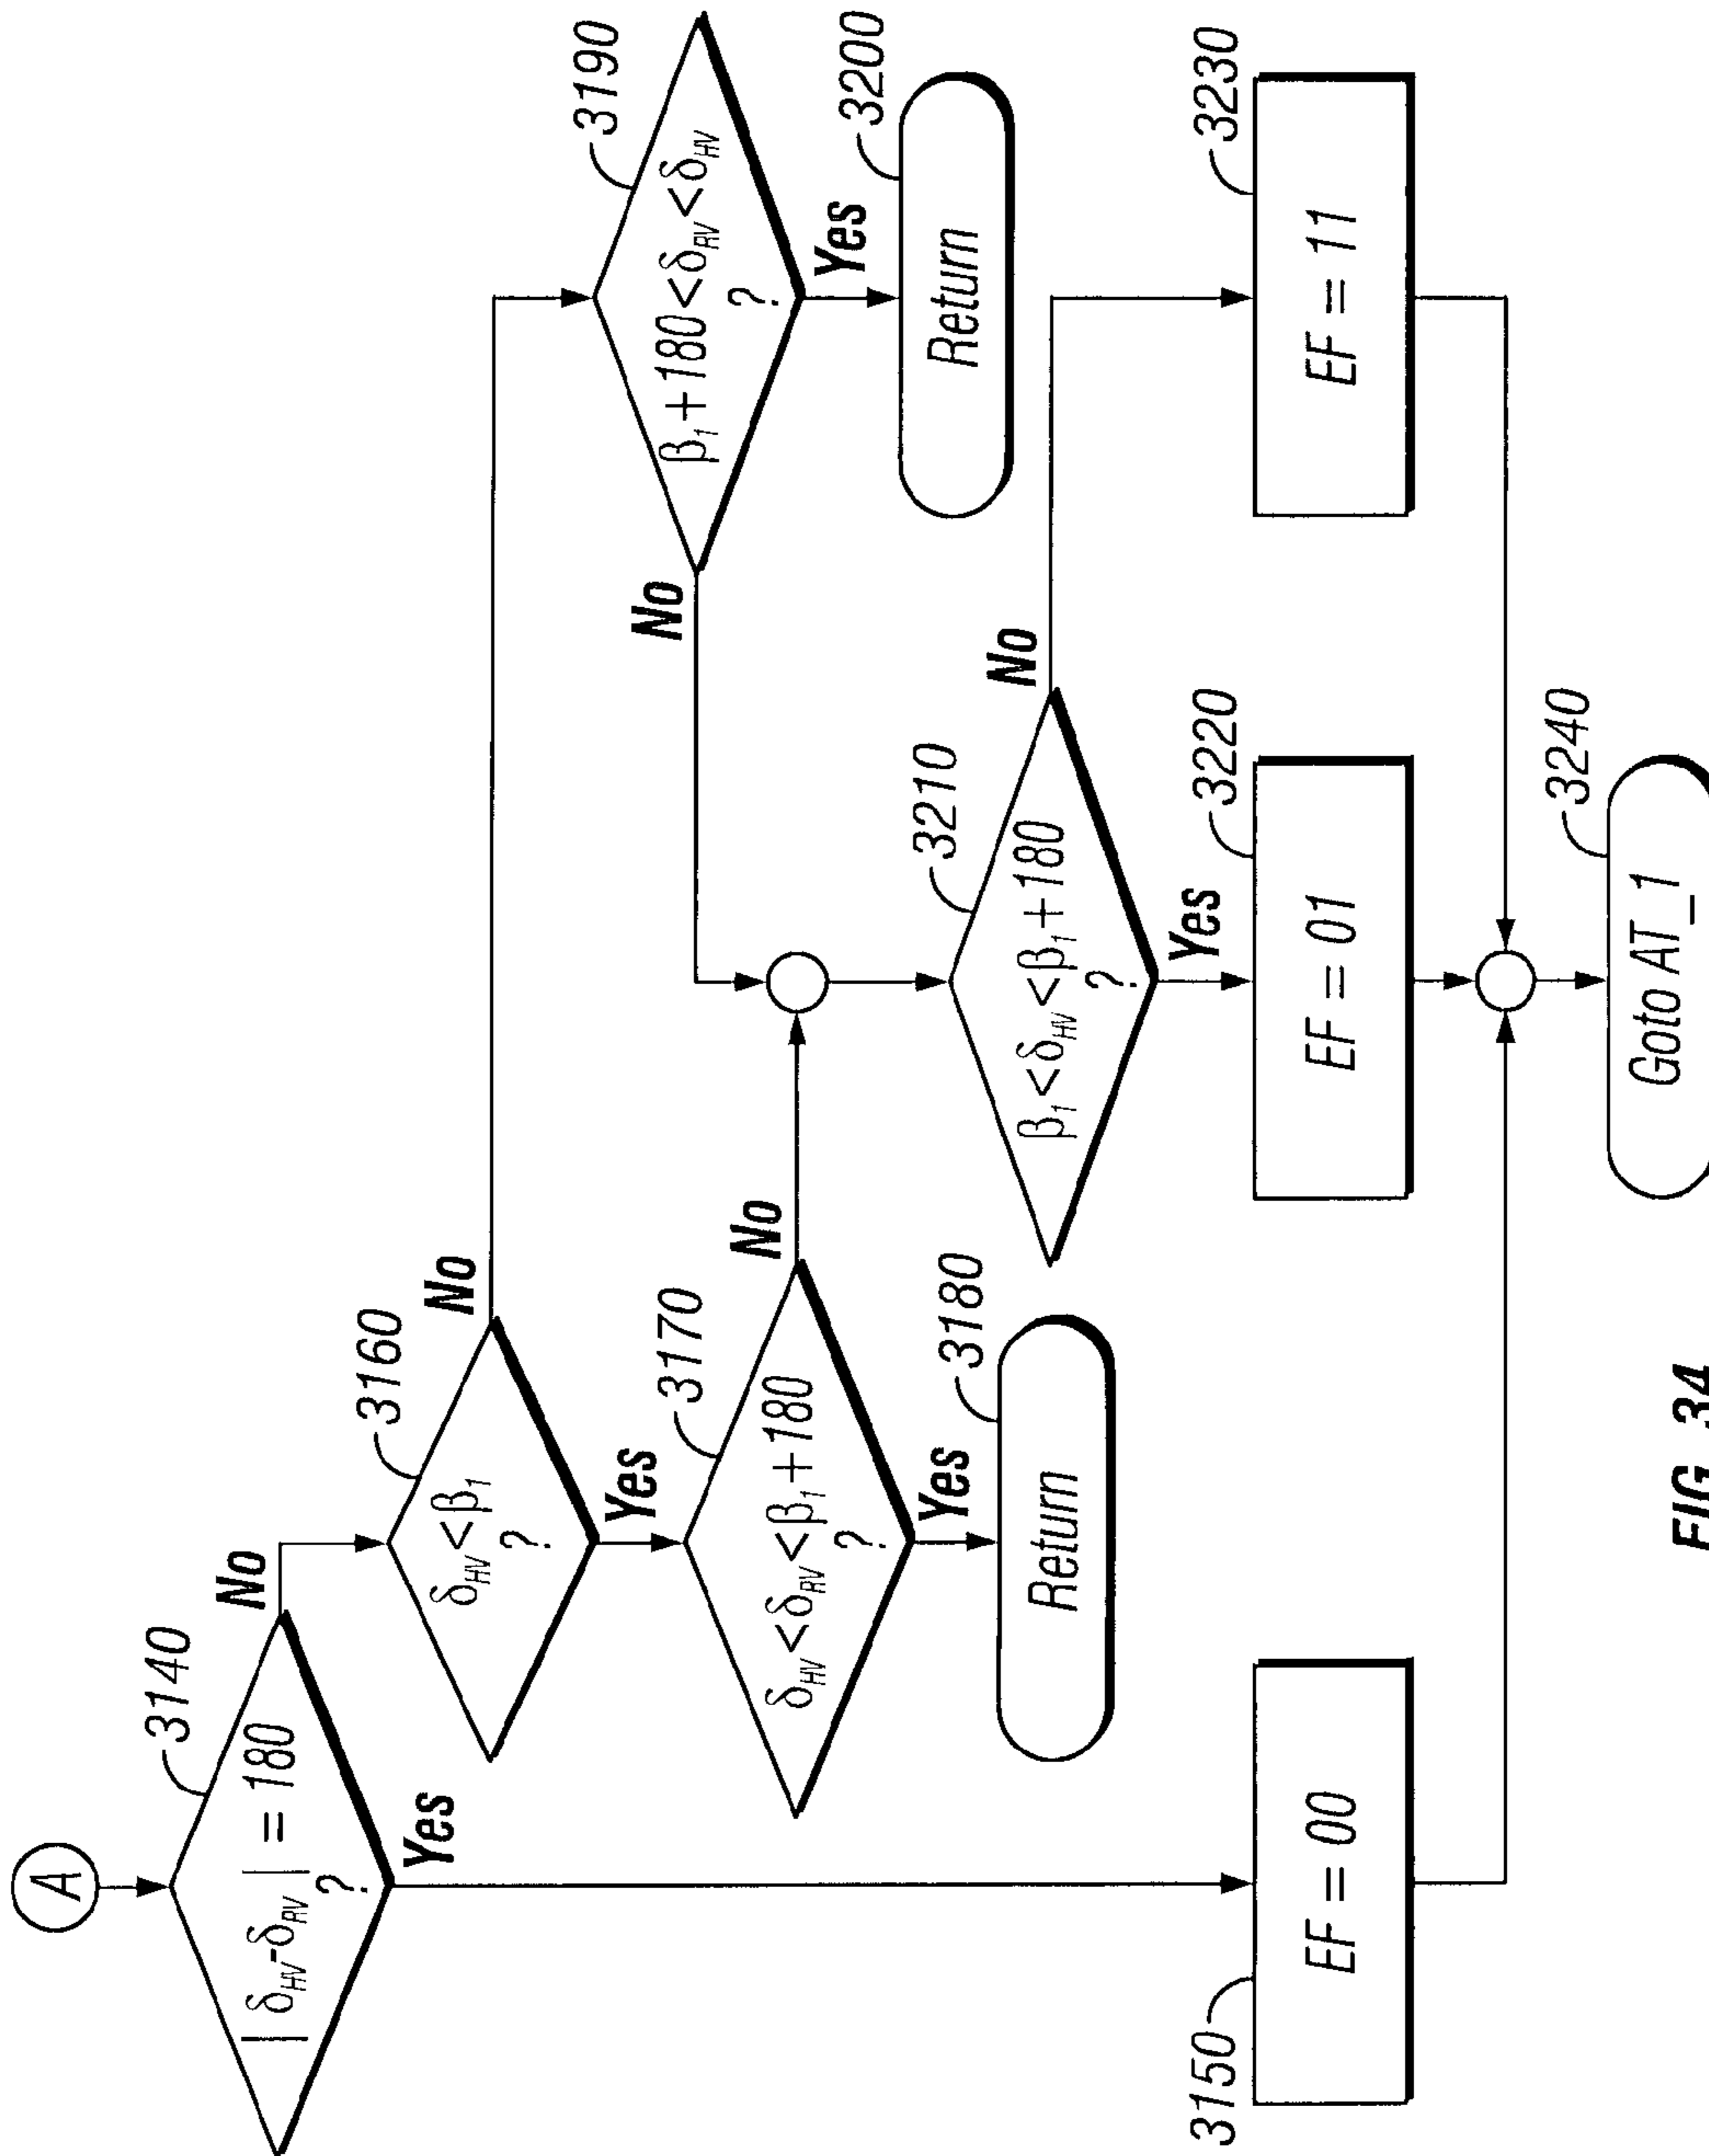 A
3140
| δHV-δRV | = 180
?
No
Yes
3160
δHV < β1
?
No
Yes
3170
δHV < δRV < β1 + 180
?
No
Yes
3180
Return
3190
β1 + 180 < δRV < δHV
?
No
Yes
3200
Return
3210
β1 < δHV < β1 + 180
?
No
Yes
3150
EF = 00
3220
EF = 01
3230
EF = 11
3240
Goto AT_1
FIG. 34